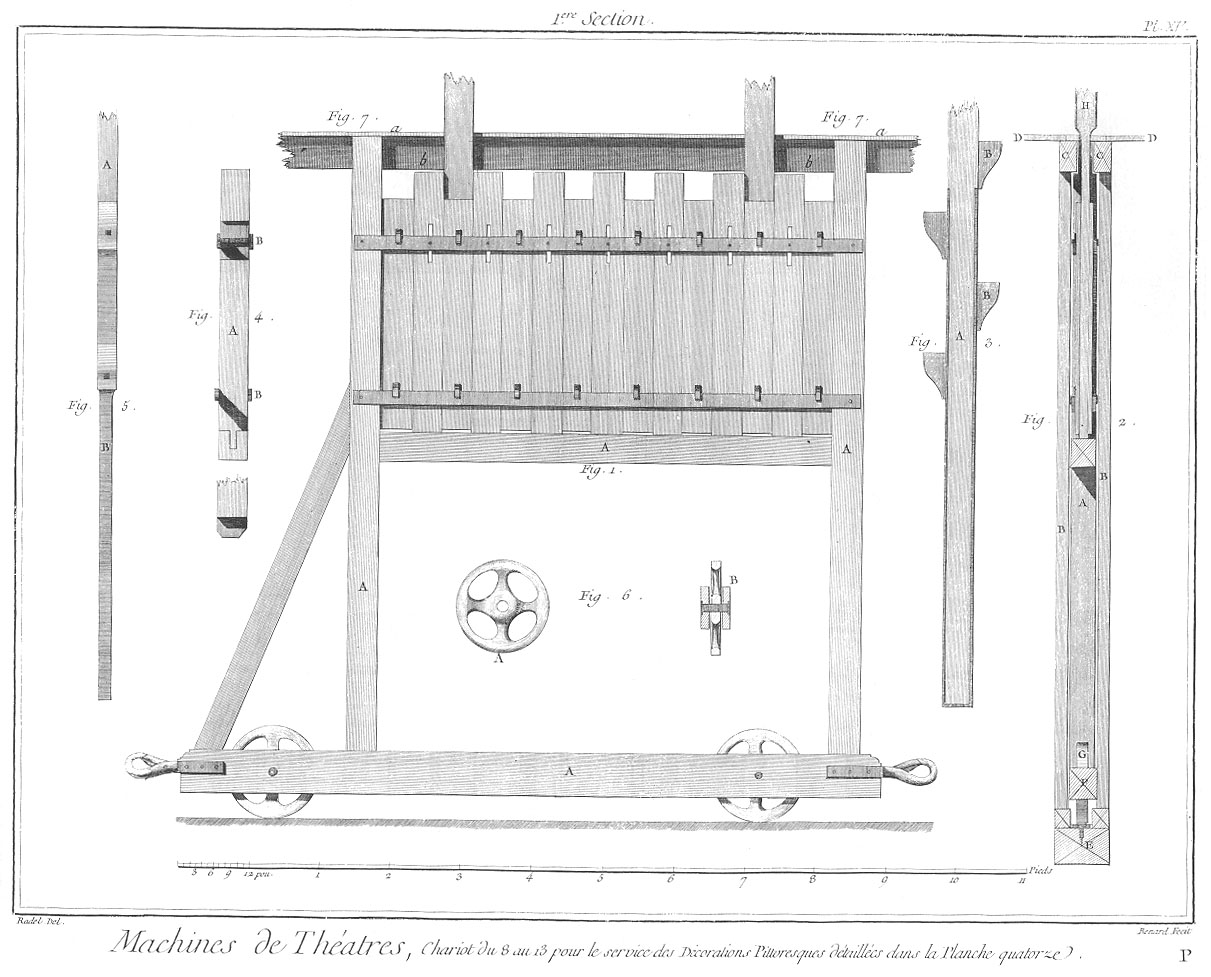 1.ere Section.
Pl. XV.
Fig. 7.
a
b
Fig. 7.
a
b
H
D
D
C
C
A
B
Fig. 4.
A
B
Fig. 5.
B
B
B
Fig. 3.
A
Fig. 2.
B
B
A
A
Fig. 1.
A
A
Fig. 6.
A
B
A
G
F
E
3 6 9 12 pou. 1 2 3 4 5 6 7 8 9 10 11 Pieds
Radel Del.
Benard Fecit
Machines de Théatres, Chariot du 8 au 13 pour le service des Décorations Pittoresques détaillées dans la Planche quatorze.
P